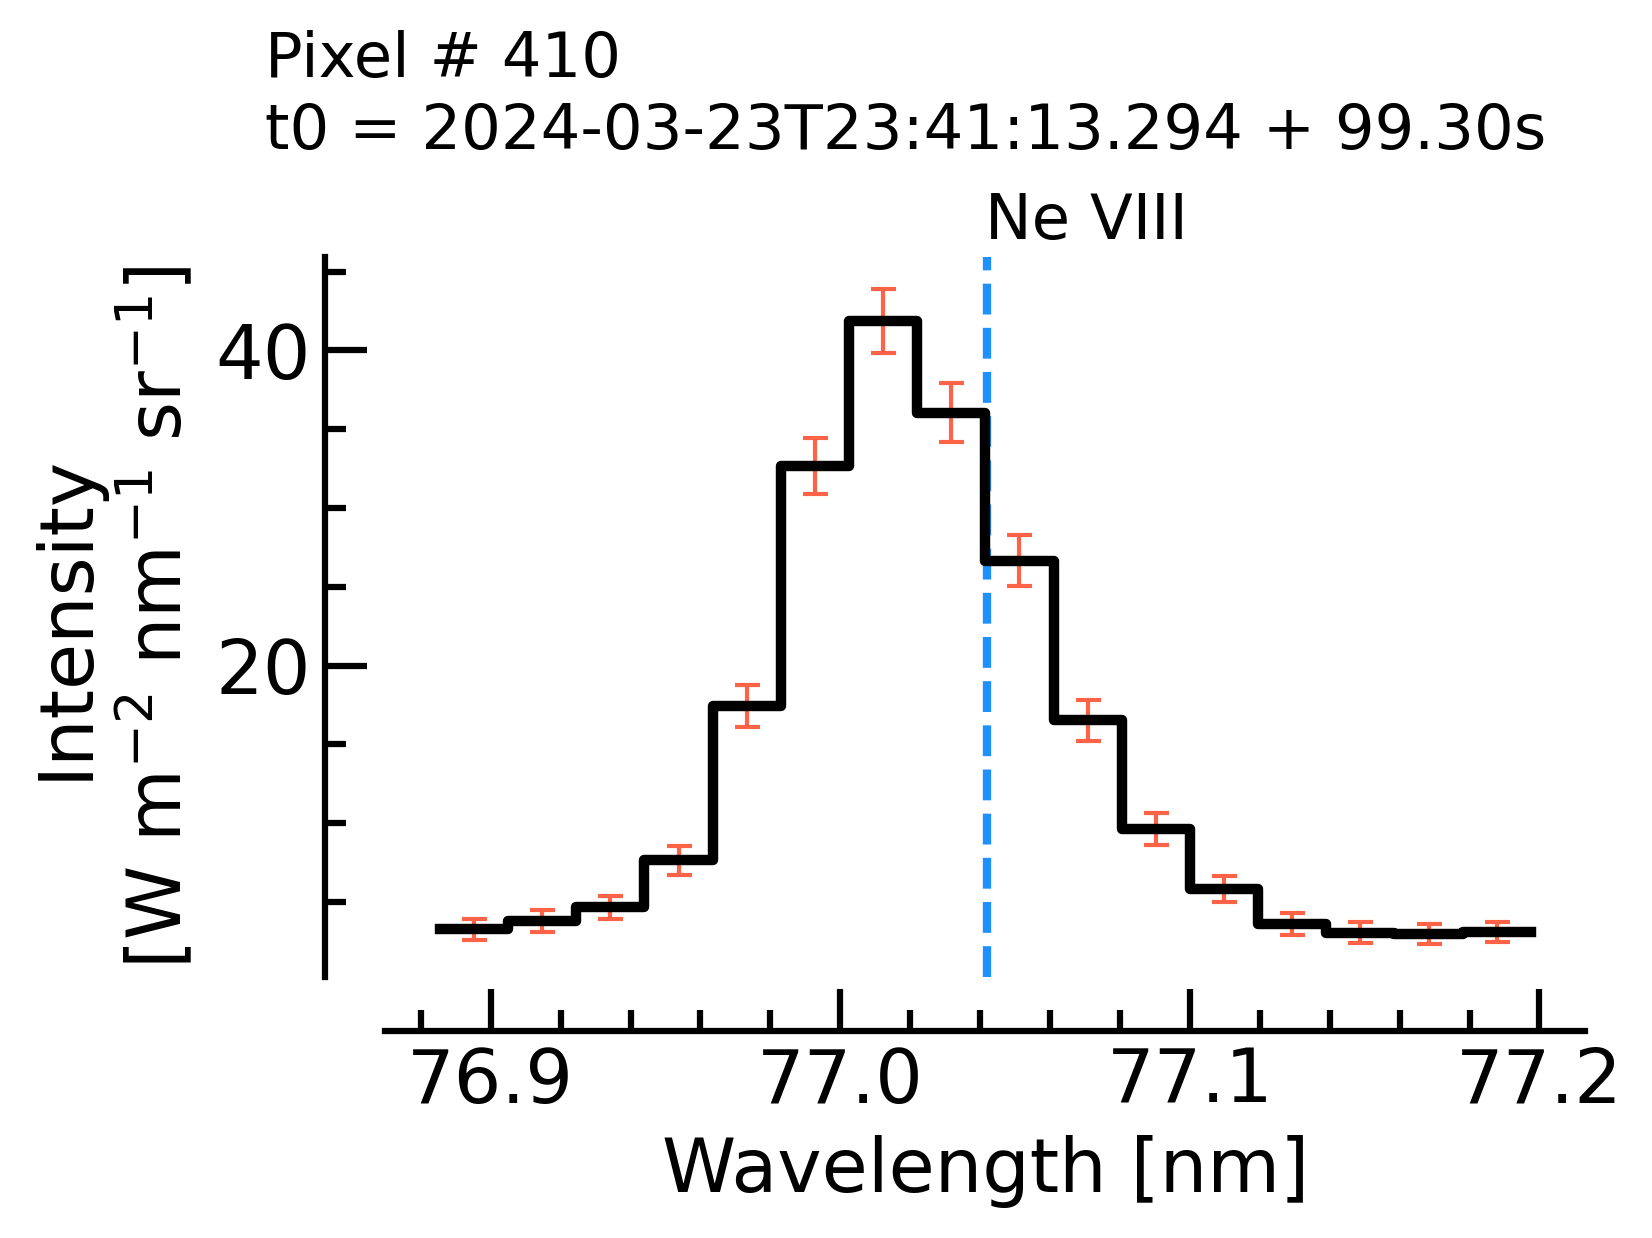 Pixel # 410
t0 = 2024-03-23T23:41:13.294 + 99.30s
Ne VIII
Intensity
[W m⁻² nm⁻¹ sr⁻¹]
40
20
76.9 77.0 77.1 77.2
Wavelength [nm]